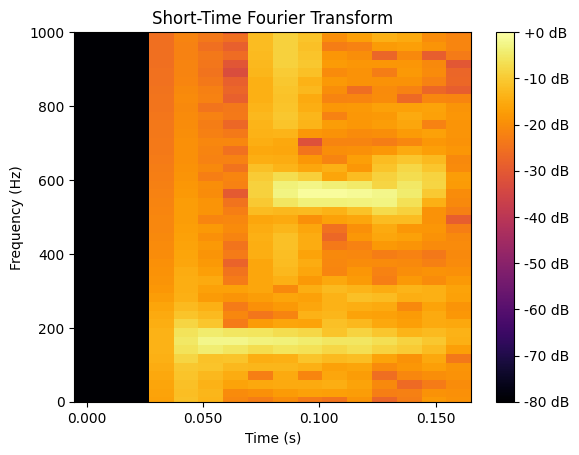 Short-Time Fourier Transform
Frequency (Hz)
1000
800
600
400
200
0
0.000
0.050
0.100
0.150
Time (s)
+0 dB
-10 dB
-20 dB
-30 dB
-40 dB
-50 dB
-60 dB
-70 dB
-80 dB